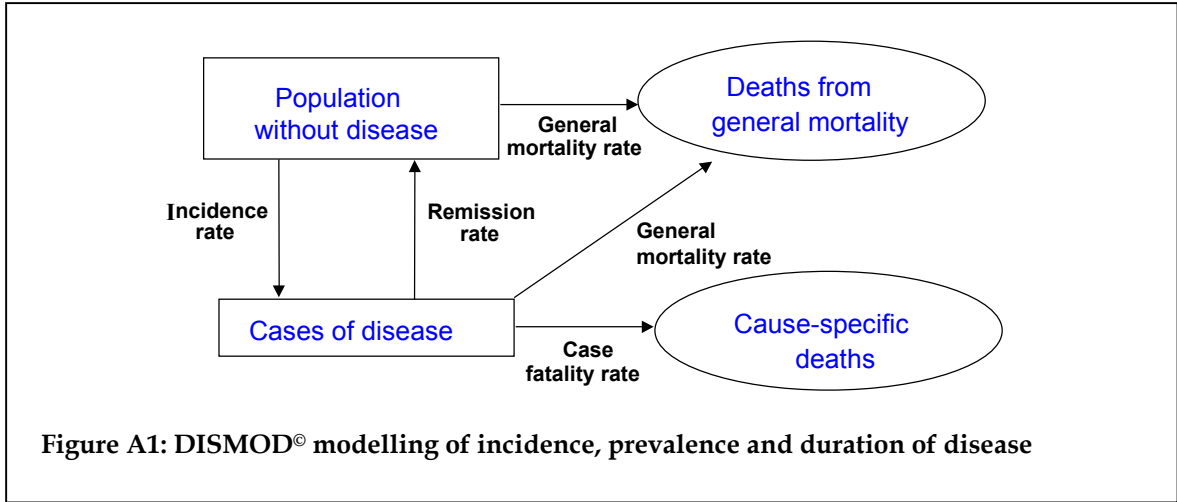 Population
without disease
General
mortality rate
Deaths from
general mortality
Incidence
rate
Remission
rate
General
mortality rate
Cases of disease
Case
fatality rate
Cause-specific
deaths
Figure A1: DISMOD© modelling of incidence, prevalence and duration of disease